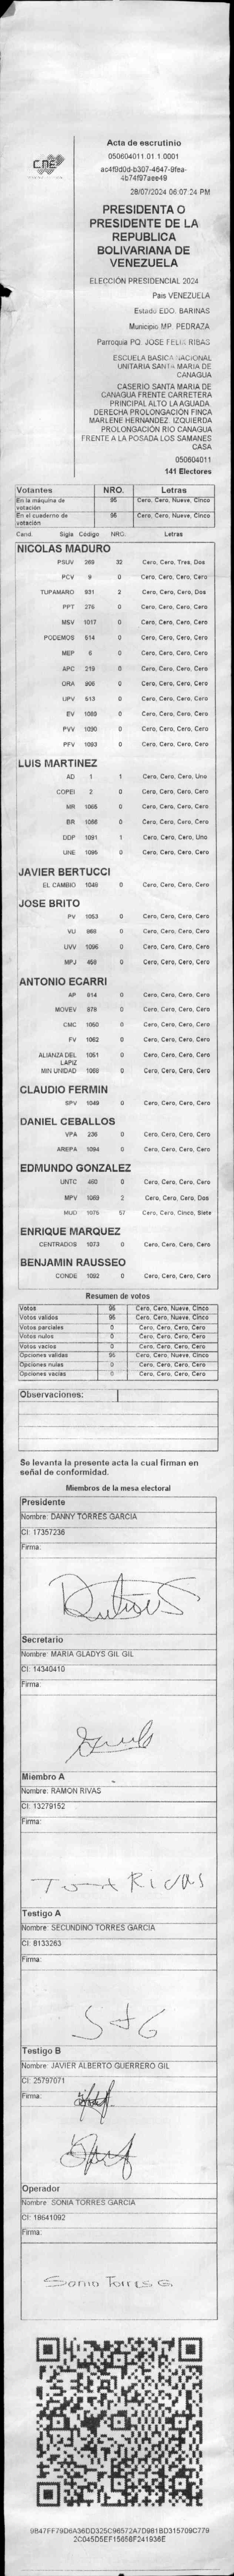 CNE
Acta de escrutinio
050604011.01.1.0001
ac4f9d0d-b307-4647-9fea-
4b74f97aee49
28/07/2024 06:07:24 PM
PRESIDENTA O
PRESIDENTE DE LA
REPUBLICA
BOLIVARIANA DE
VENEZUELA
ELECCIÓN PRESIDENCIAL 2024
Pais VENEZUELA
Estado EDO. BARINAS
Municipio MP. PEDRAZA
Parroquia PQ. JOSE FELIX RIBAS
ESCUELA BASICA NACIONAL
UNITARIA SANTA MARIA DE
CANAGUA
CASERIO SANTA MARIA DE
CANAGUA FRENTE CARRETERA
PRINCIPAL ALTO LA AGUADA.
DERECHA PROLONGACIÓN FINCA
MARLENE HERNANDEZ. IZQUIERDA
PROLONGACIÓN RIO CANAGUA
FRENTE A LA POSADA LOS SAMANES
CASA
050604011
141 Electores
Votantes NRO. Letras
En la máquina de votación 95 Cero, Cero, Nueve, Cinco
En el cuaderno de votación 95 Cero, Cero, Nueve, Cinco
Cand. Sigla Código NRO. Letras
NICOLAS MADURO
PSUV 269 32 Cero, Cero, Tres, Dos
PCV 9 0 Cero, Cero, Cero, Cero
TUPAMARO 931 2 Cero, Cero, Cero, Dos
PPT 276 0 Cero, Cero, Cero, Cero
MSV 1017 0 Cero, Cero, Cero, Cero
PODEMOS 514 0 Cero, Cero, Cero, Cero
MEP 6 0 Cero, Cero, Cero, Cero
APC 219 0 Cero, Cero, Cero, Cero
ORA 906 0 Cero, Cero, Cero, Cero
UPV 513 0 Cero, Cero, Cero, Cero
EV 1089 0 Cero, Cero, Cero, Cero
PVV 1090 0 Cero, Cero, Cero, Cero
PFV 1093 0 Cero, Cero, Cero, Cero
LUIS MARTINEZ
AD 1 1 Cero, Cero, Cero, Uno
COPEI 2 0 Cero, Cero, Cero, Cero
MR 1065 0 Cero, Cero, Cero, Cero
BR 1086 0 Cero, Cero, Cero, Cero
DDP 1091 1 Cero, Cero, Cero, Uno
UNE 1095 0 Cero, Cero, Cero, Cero
JAVIER BERTUCCI
EL CAMBIO 1049 0 Cero, Cero, Cero, Cero
JOSE BRITO
PV 1053 0 Cero, Cero, Cero, Cero
VU 988 0 Cero, Cero, Cero, Cero
UVV 1096 0 Cero, Cero, Cero, Cero
MPJ 458 0 Cero, Cero, Cero, Cero
ANTONIO ECARRI
AP 914 0 Cero, Cero, Cero, Cero
MOVEV 878 0 Cero, Cero, Cero, Cero
CMC 1050 0 Cero, Cero, Cero, Cero
FV 1062 0 Cero, Cero, Cero, Cero
ALIANZA DEL LAPIZ 1051 0 Cero, Cero, Cero, Cero
MIN UNIDAD 1068 0 Cero, Cero, Cero, Cero
CLAUDIO FERMIN
SPV 1048 0 Cero, Cero, Cero, Cero
DANIEL CEBALLOS
VPA 236 0 Cero, Cero, Cero, Cero
AREPA 1094 0 Cero, Cero, Cero, Cero
EDMUNDO GONZALEZ
UNTC 460 0 Cero, Cero, Cero, Cero
MPV 1069 2 Cero, Cero, Cero, Dos
MUD 1075 57 Cero, Cero, Cinco, Siete
ENRIQUE MARQUEZ
CENTRADOS 1073 0 Cero, Cero, Cero, Cero
BENJAMIN RAUSSEO
CONDE 1092 0 Cero, Cero, Cero, Cero
Resumen de votos
Votos 95 Cero, Cero, Nueve, Cinco
Votos validos 95 Cero, Cero, Nueve, Cinco
Votos parciales 0 Cero, Cero, Cero, Cero
Votos nulos 0 Cero, Cero, Cero, Cero
Votos vacios 0 Cero, Cero, Cero, Cero
Opciones validas 95 Cero, Cero, Nueve, Cinco
Opciones nulas 0 Cero, Cero, Cero, Cero
Opciones vacias 0 Cero, Cero, Cero, Cero
Observaciones:
Se levanta la presente acta la cual firman en
señal de conformidad.
Miembros de la mesa electoral
Presidente
Nombre: DANNY TORRES GARCIA
CI: 17357236
Firma:
Secretario
Nombre: MARIA GLADYS GIL GIL
CI: 14340410
Firma:
Miembro A
Nombre: RAMON RIVAS
CI: 13279152
Firma:
RIVAS
Testigo A
Nombre: SECUNDINO TORRES GARCIA
CI: 8133263
Firma:
Testigo B
Nombre: JAVIER ALBERTO GUERRERO GIL
CI: 25797071
Firma:
Operador
Nombre: SONIA TORRES GARCIA
CI: 18641092
Firma:
Sonia Torres G.
9B47FF79D6A36DD325C96572A7D981BD315709C779
2C045D5EF15658F241936E